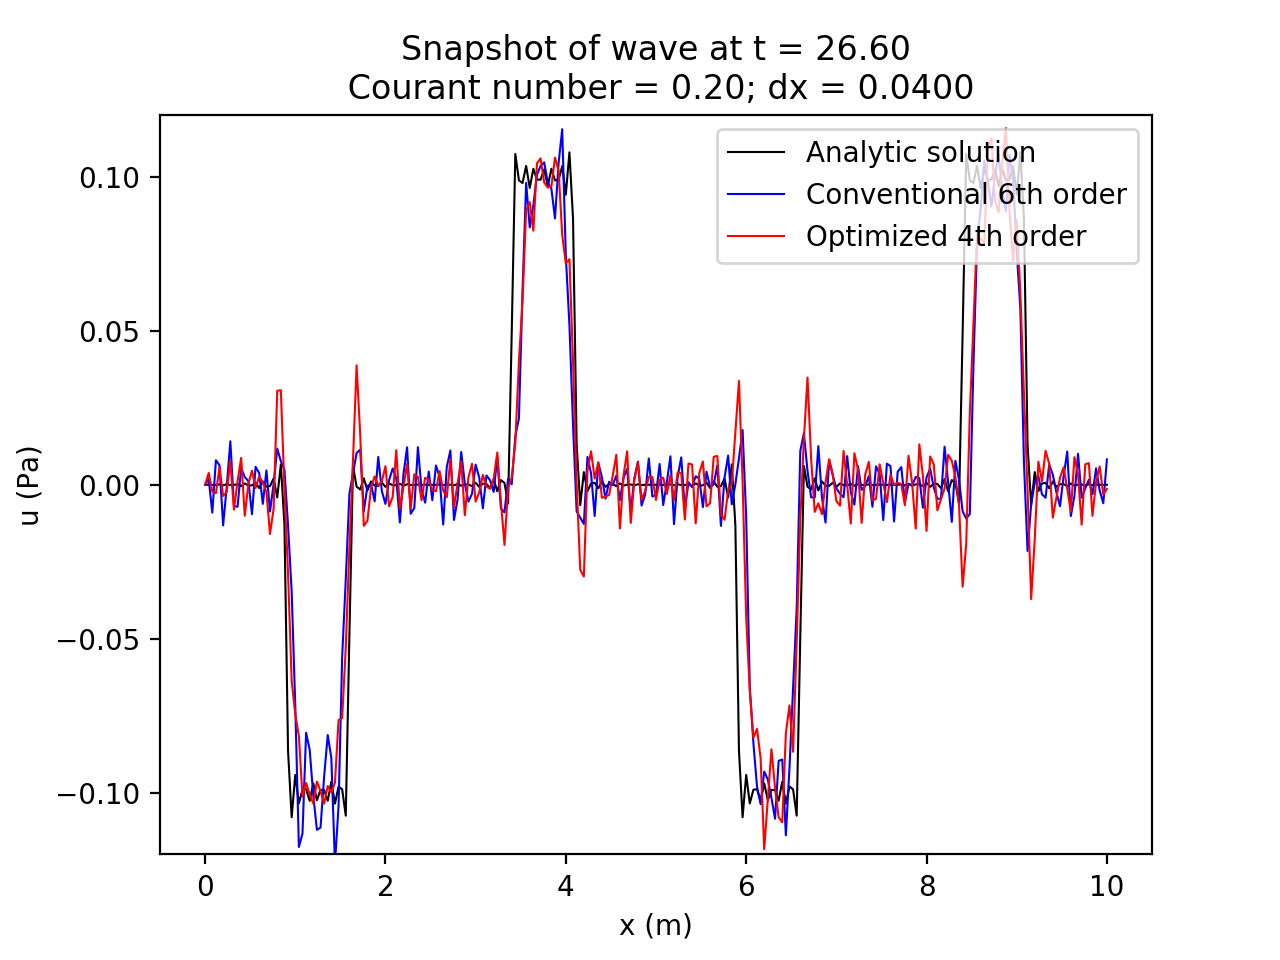 Snapshot of wave at t = 26.60
Courant number = 0.20; dx = 0.0400
Analytic solution
Conventional 6th order
Optimized 4th order
0.10
0.05
0.00
−0.05
−0.10
u (Pa)
0 2 4 6 8 10
x (m)